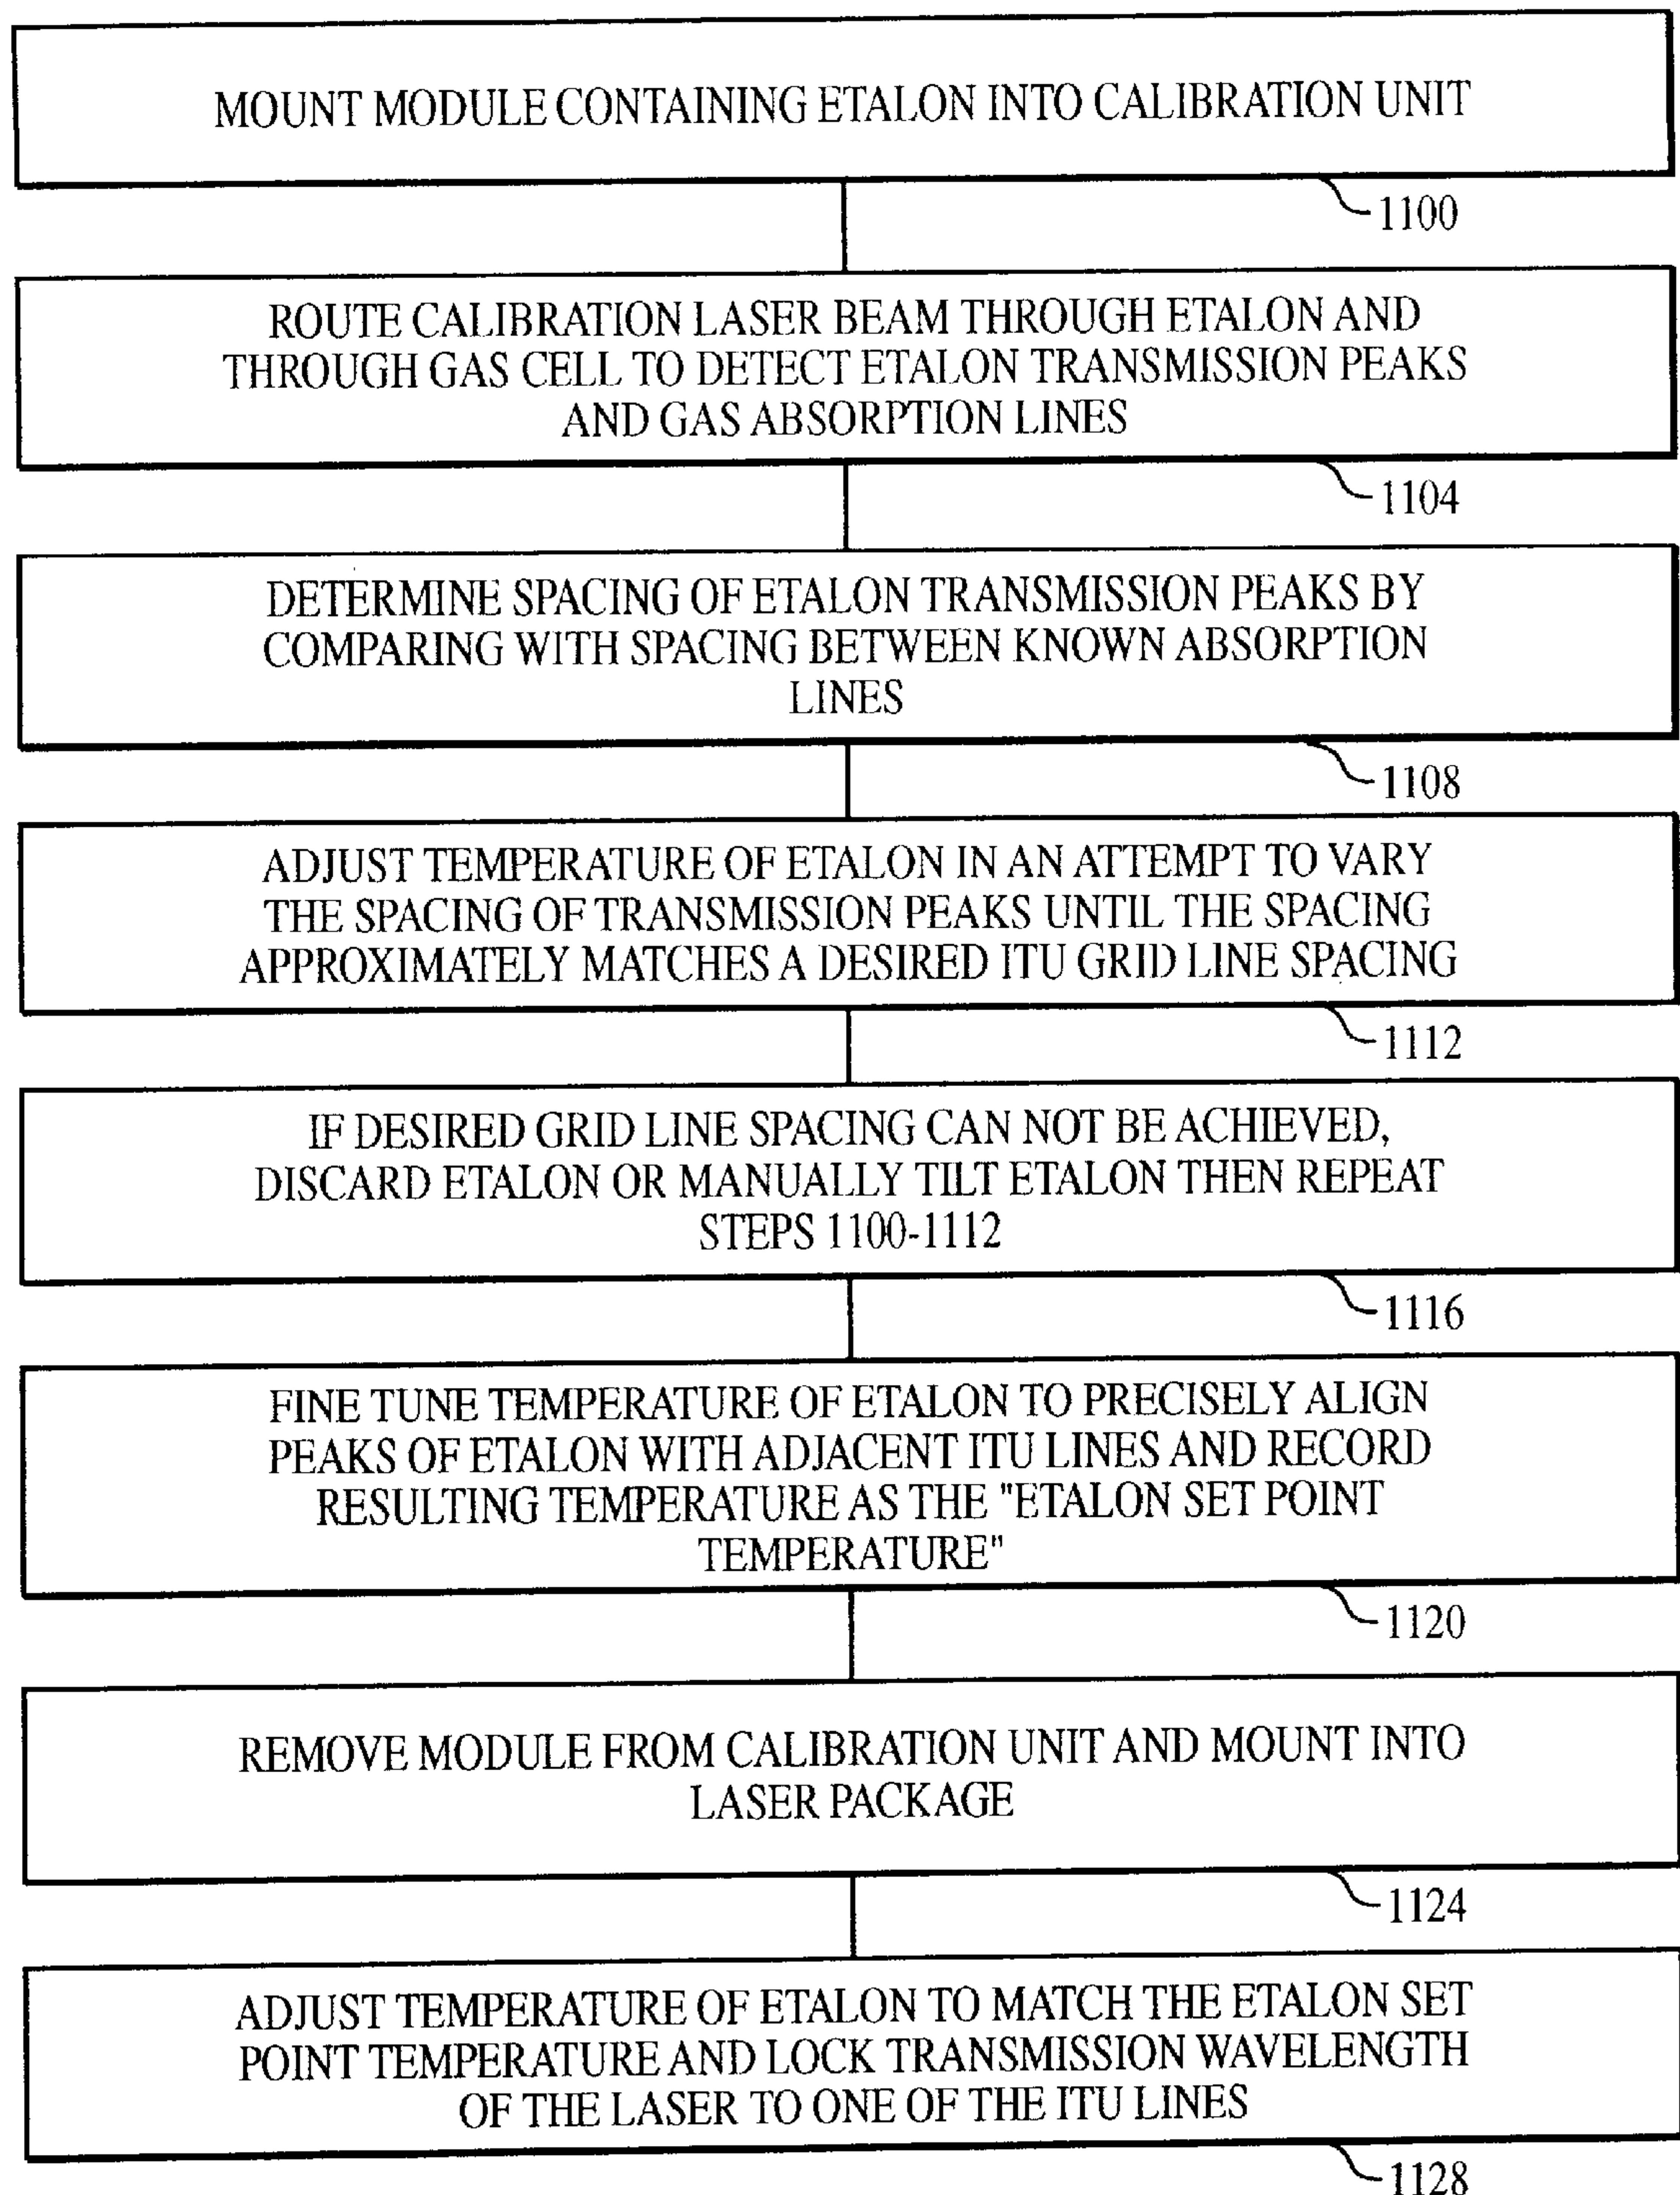 MOUNT MODULE CONTAINING ETALON INTO CALIBRATION UNIT
1100
ROUTE CALIBRATION LASER BEAM THROUGH ETALON AND
THROUGH GAS CELL TO DETECT ETALON TRANSMISSION PEAKS
AND GAS ABSORPTION LINES
1104
DETERMINE SPACING OF ETALON TRANSMISSION PEAKS BY
COMPARING WITH SPACING BETWEEN KNOWN ABSORPTION
LINES
1108
ADJUST TEMPERATURE OF ETALON IN AN ATTEMPT TO VARY
THE SPACING OF TRANSMISSION PEAKS UNTIL THE SPACING
APPROXIMATELY MATCHES A DESIRED ITU GRID LINE SPACING
1112
IF DESIRED GRID LINE SPACING CAN NOT BE ACHIEVED,
DISCARD ETALON OR MANUALLY TILT ETALON THEN REPEAT
STEPS 1100-1112
1116
FINE TUNE TEMPERATURE OF ETALON TO PRECISELY ALIGN
PEAKS OF ETALON WITH ADJACENT ITU LINES AND RECORD
RESULTING TEMPERATURE AS THE "ETALON SET POINT
TEMPERATURE"
1120
REMOVE MODULE FROM CALIBRATION UNIT AND MOUNT INTO
LASER PACKAGE
1124
ADJUST TEMPERATURE OF ETALON TO MATCH THE ETALON SET
POINT TEMPERATURE AND LOCK TRANSMISSION WAVELENGTH
OF THE LASER TO ONE OF THE ITU LINES
1128